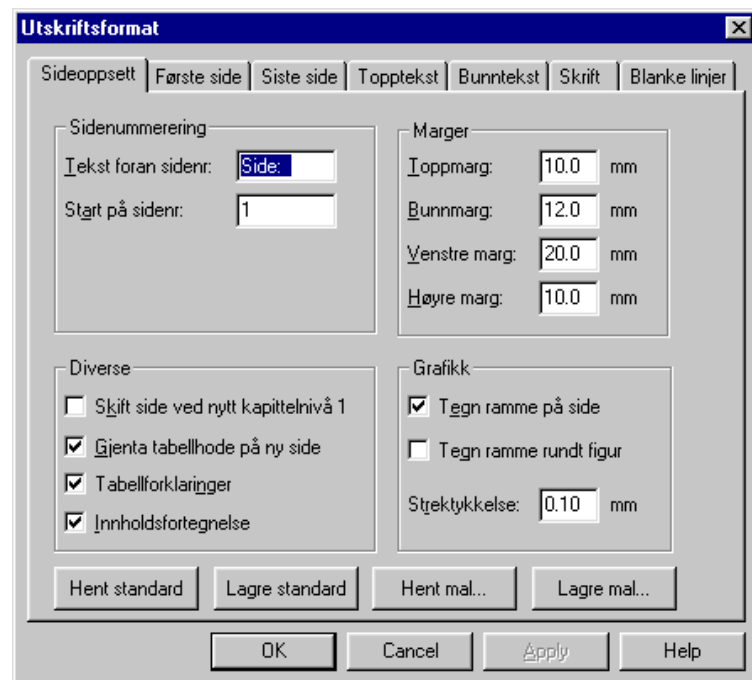 Utskriftsformat
Sideoppsett Første side Siste side Topptekst Bunntekst Skrift Blanke linjer
Sidenummerering
Tekst foran sidenr: Side:
Start på sidenr: 1
Marger
Toppmarg: 10.0 mm
Bunnmarg: 12.0 mm
Venstre marg: 20.0 mm
Høyre marg: 10.0 mm
Diverse
Skift side ved nytt kapittelnivå 1
Gjenta tabellhode på ny side
Tabellforklaringer
Innholdsfortegnelse
Grafikk
Tegn ramme på side
Tegn ramme rundt figur
Strektykkelse: 0.10 mm
Hent standard Lagre standard Hent mal... Lagre mal...
OK Cancel Apply Help